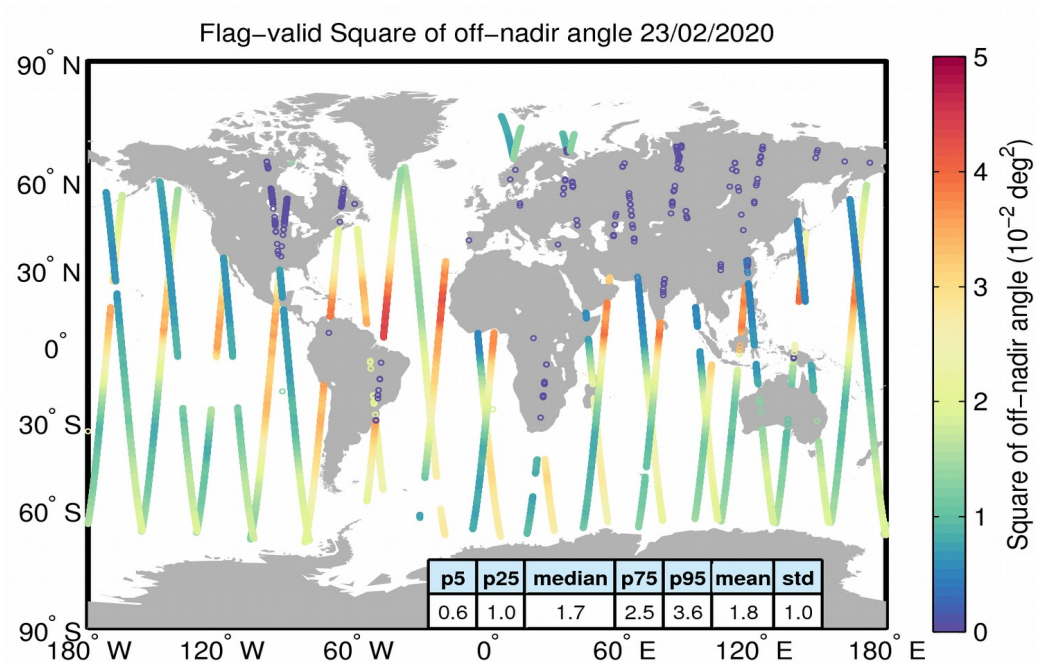 Flag−valid Square of off−nadir angle 23/02/2020
90° N
60° N
30° N
0°
30° S
60° S
90° S
180° W
120° W
60° W
0°
60° E
120° E
180° E
p5 p25 median p75 p95 mean std
0.6 1.0 1.7 2.5 3.6 1.8 1.0
5
4
3
2
1
0
Square of off−nadir angle (10⁻² deg²)